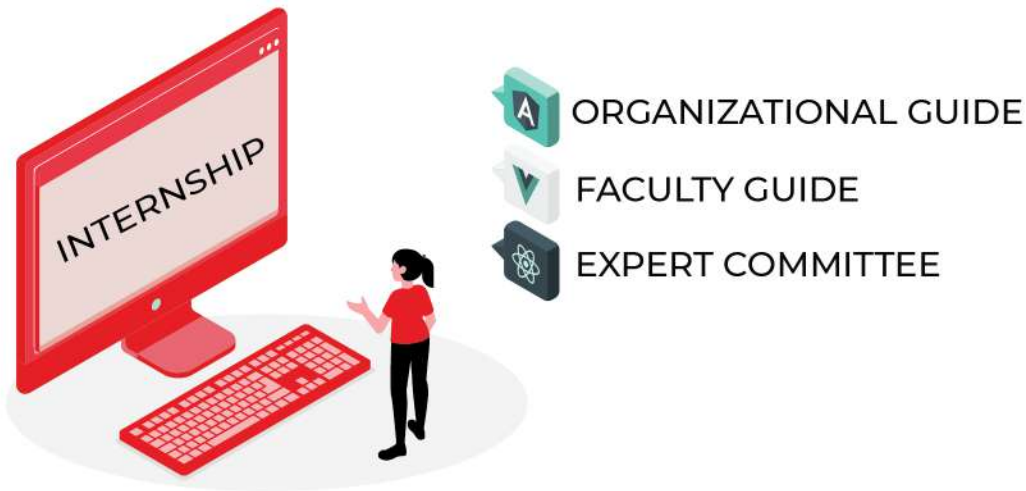 INTERNSHIP
A
ORGANIZATIONAL GUIDE
FACULTY GUIDE
EXPERT COMMITTEE